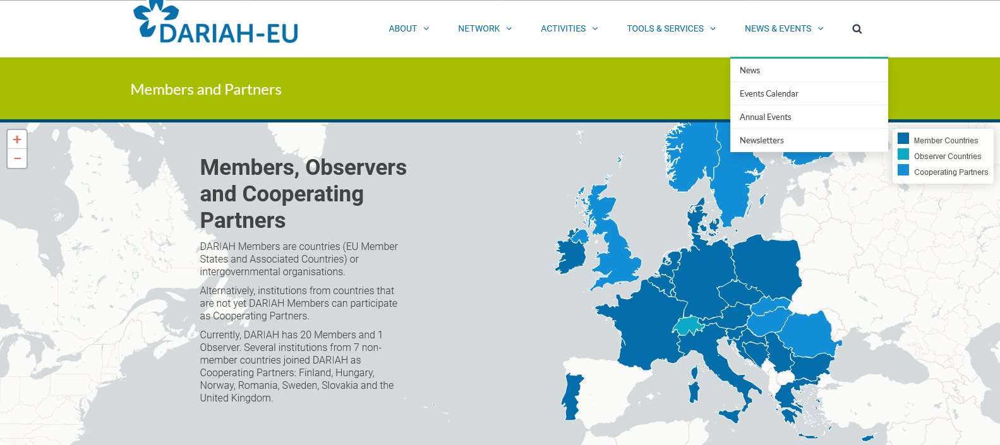 DARIAH-EU
ABOUT
NETWORK
ACTIVITIES
TOOLS & SERVICES
NEWS & EVENTS
News
Events Calendar
Annual Events
Newsletters
Members and Partners
+
−
Member Countries
Observer Countries
Cooperating Partners
Members, Observers
and Cooperating
Partners
DARIAH Members are countries (EU Member
States and Associated Countries) or
intergovernmental organisations.
Alternatively, institutions from countries that
are not yet DARIAH Members can participate
as Cooperating Partners.
Currently, DARIAH has 20 Members and 1
Observer. Several institutions from 7 non-
member countries joined DARIAH as
Cooperating Partners: Finland, Hungary,
Norway, Romania, Sweden, Slovakia and the
United Kingdom.